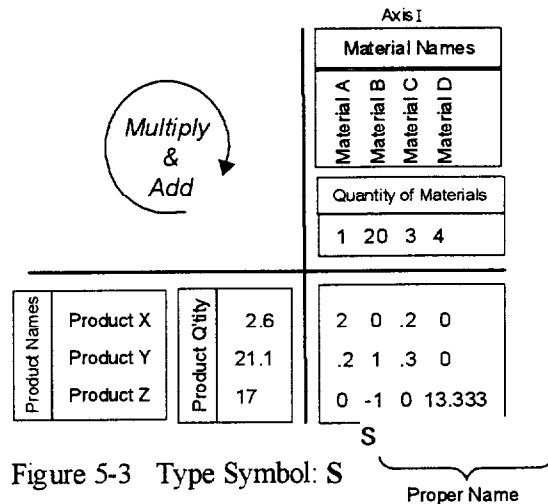 Axis I
Material Names
Material A
Material B
Material C
Material D
Multiply
&
Add
Quantity of Materials
1 20 3 4
Product Names
Product X
Product Y
Product Z
Product Q'tity
2.6
21.1
17
2 0 .2 0
.2 1 .3 0
0 -1 0 13.333
S
Figure 5-3 Type Symbol: S
Proper Name